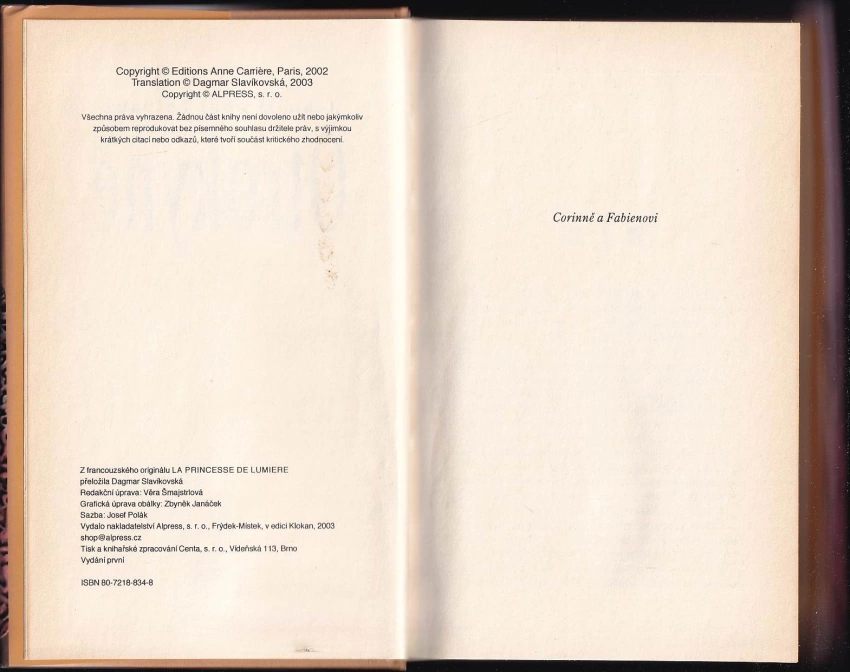 Copyright © Editions Anne Carrière, Paris, 2002
Translation © Dagmar Slavíkovská, 2003
Copyright © ALPRESS, s. r. o.
Všechna práva vyhrazena. Žádnou část knihy není dovoleno užít nebo jakýmkoliv
způsobem reprodukovat bez písemného souhlasu držitele práv, s výjimkou
krátkých citací nebo odkazů, které tvoří součást kritického zhodnocení.
Z francouzského originálu LA PRINCESSE DE LUMIERE
přeložila Dagmar Slavíkovská
Redakční úprava: Věra Šmajstrlová
Grafická úprava obálky: Zbyněk Janáček
Sazba: Josef Polák
Vydalo nakladatelství Alpress, s. r. o., Frýdek-Místek, v edici Klokan, 2003
shop@alpress.cz
Tisk a knihařské zpracování Centa, s. r. o., Vídeňská 113, Brno
Vydání první
ISBN 80-7218-834-8
Corinně a Fabienovi